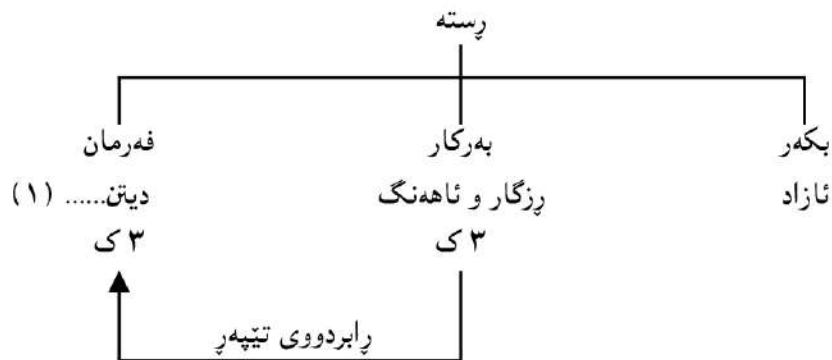 ڕستە
بکەر بەرکار فەرمان
ئازاد ڕزگار و ئاهەنگ دیتن...... (١)
٣ ک ٣ ک
ڕابردووی تێپەڕ